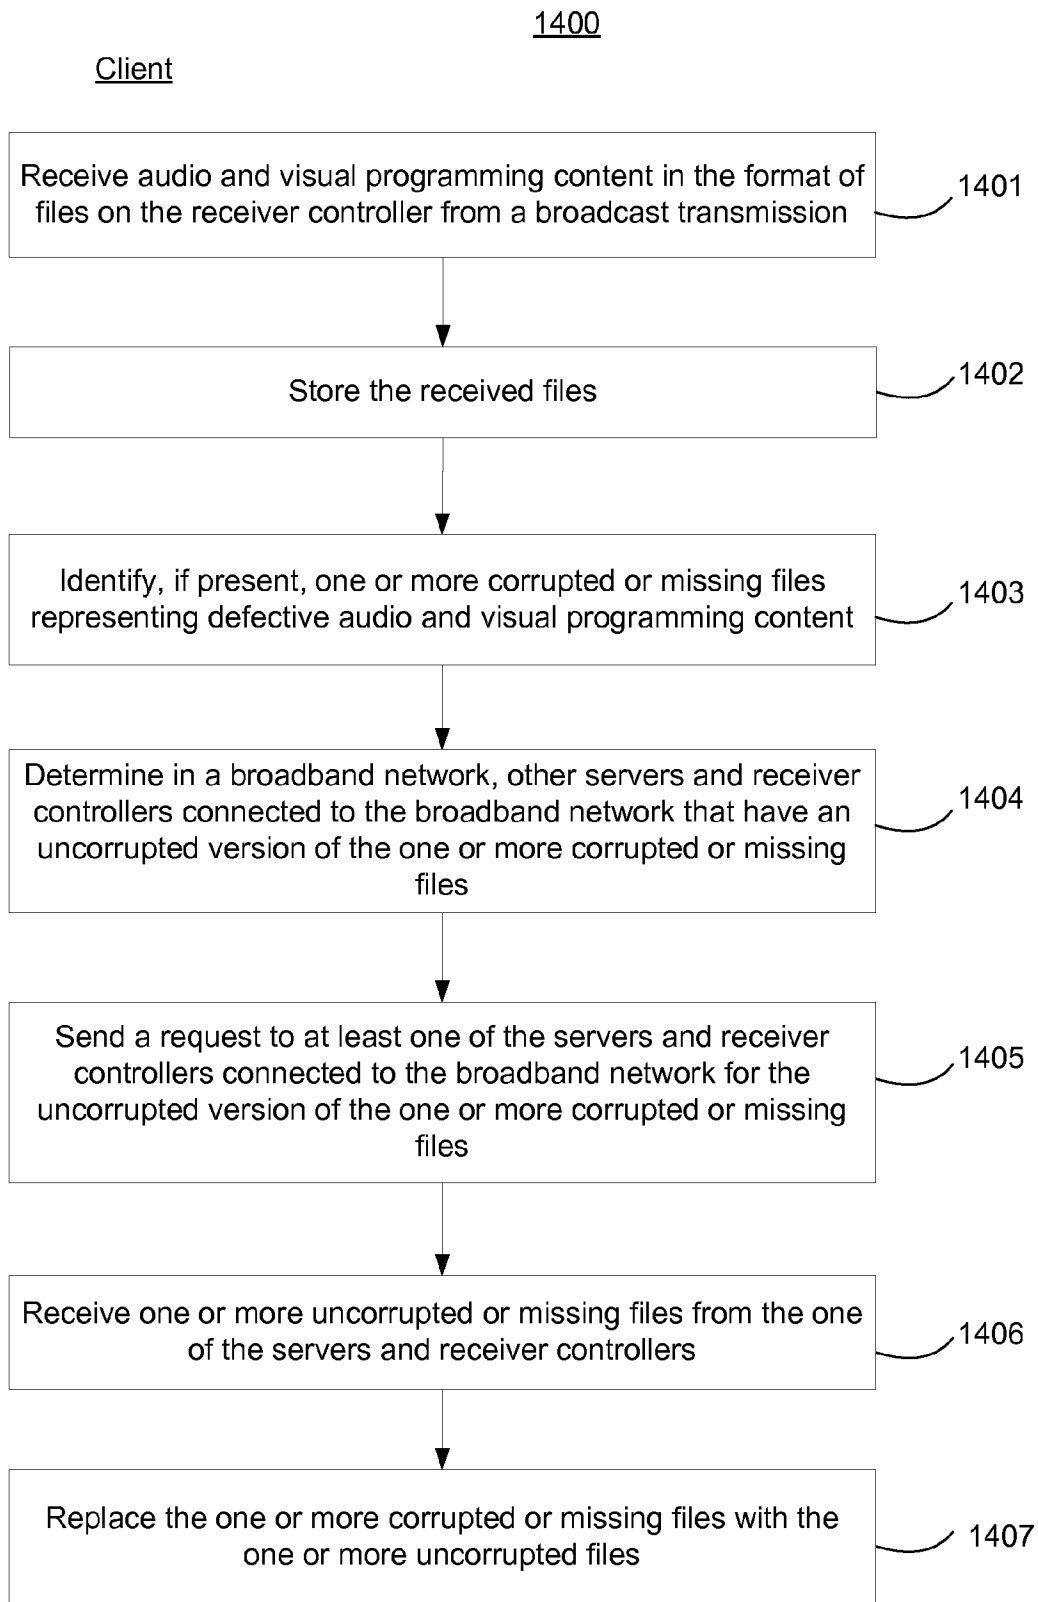 1400
Client
Receive audio and visual programming content in the format of
files on the receiver controller from a broadcast transmission
1401
Store the received files
1402
Identify, if present, one or more corrupted or missing files
representing defective audio and visual programming content
1403
Determine in a broadband network, other servers and receiver
controllers connected to the broadband network that have an
uncorrupted version of the one or more corrupted or missing
files
1404
Send a request to at least one of the servers and receiver
controllers connected to the broadband network for the
uncorrupted version of the one or more corrupted or missing
files
1405
Receive one or more uncorrupted or missing files from the one
of the servers and receiver controllers
1406
Replace the one or more corrupted or missing files with the
one or more uncorrupted files
1407